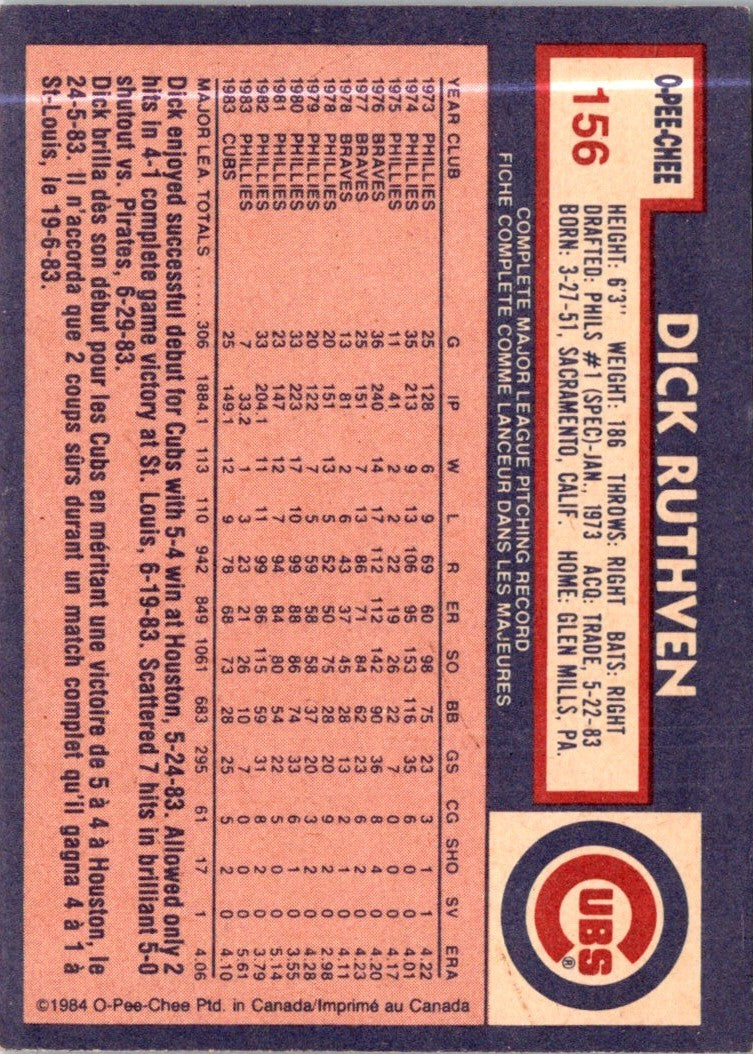 O-PEE-CHEE
156
DICK RUTHVEN
HEIGHT: 6'3" WEIGHT: 186 THROWS: RIGHT BATS: RIGHT
DRAFTED: PHILS #1 (SPEC)-JAN., 1973 ACQ: TRADE, 5-22-83
BORN: 3-27-51, SACRAMENTO, CALIF. HOME: GLEN MILLS, PA.
CUBS®
COMPLETE MAJOR LEAGUE PITCHING RECORD
FICHE COMPLETE COMME LANCEUR DANS LES MAJEURES
YEAR CLUB G IP W L R ER SO BB GS CG SHO SV ERA
1973 PHILLIES 25 128 6 9 69 60 98 75 23 3 1 1 4.22
1974 PHILLIES 35 213 9 13 106 95 153 116 35 6 0 0 4.01
1975 PHILLIES 11 41 2 2 22 19 26 22 7 0 0 0 4.17
1976 BRAVES 36 240 14 17 112 112 142 90 36 8 4 0 4.20
1977 BRAVES 25 151 7 13 86 71 84 62 23 6 2 0 4.23
1978 BRAVES 13 81 2 6 43 37 45 28 13 2 1 0 4.11
1978 PHILLIES 20 151 13 5 52 50 75 28 20 9 2 0 2.98
1979 PHILLIES 20 122 7 5 59 58 58 37 20 3 3 0 4.28
1980 PHILLIES 33 223 17 10 99 88 86 74 33 6 1 0 3.55
1981 PHILLIES 23 147 12 7 94 84 80 54 22 5 0 0 5.14
1982 PHILLIES 33 204.1 11 11 99 86 115 59 31 8 2 0 3.79
1983 PHILLIES 7 33.2 1 3 23 21 26 10 7 0 0 0 5.61
1983 CUBS 25 149.1 12 9 78 68 73 28 25 5 2 0 4.10
MAJOR LEA. TOTALS ...... 306 1884.1 113 110 942 849 1061 683 295 61 17 1 4.06
Dick enjoyed successful debut for Cubs with 5-4 win at Houston, 5-24-83. Allowed only 2
hits in 4-1 complete game victory at St. Louis, 6-19-83. Scattered 7 hits in brilliant 5-0
shutout vs. Pirates, 6-29-83.
Dick brilla dès son début pour les Cubs en méritant une victoire de 5 à 4 à Houston, le
24-5-83. Il n'accorda que 2 coups sûrs durant un match complet qu'il gagna 4 à 1 à
St-Louis, le 19-6-83.
©1984 O-Pee-Chee Ptd. in Canada/Imprimé au Canada